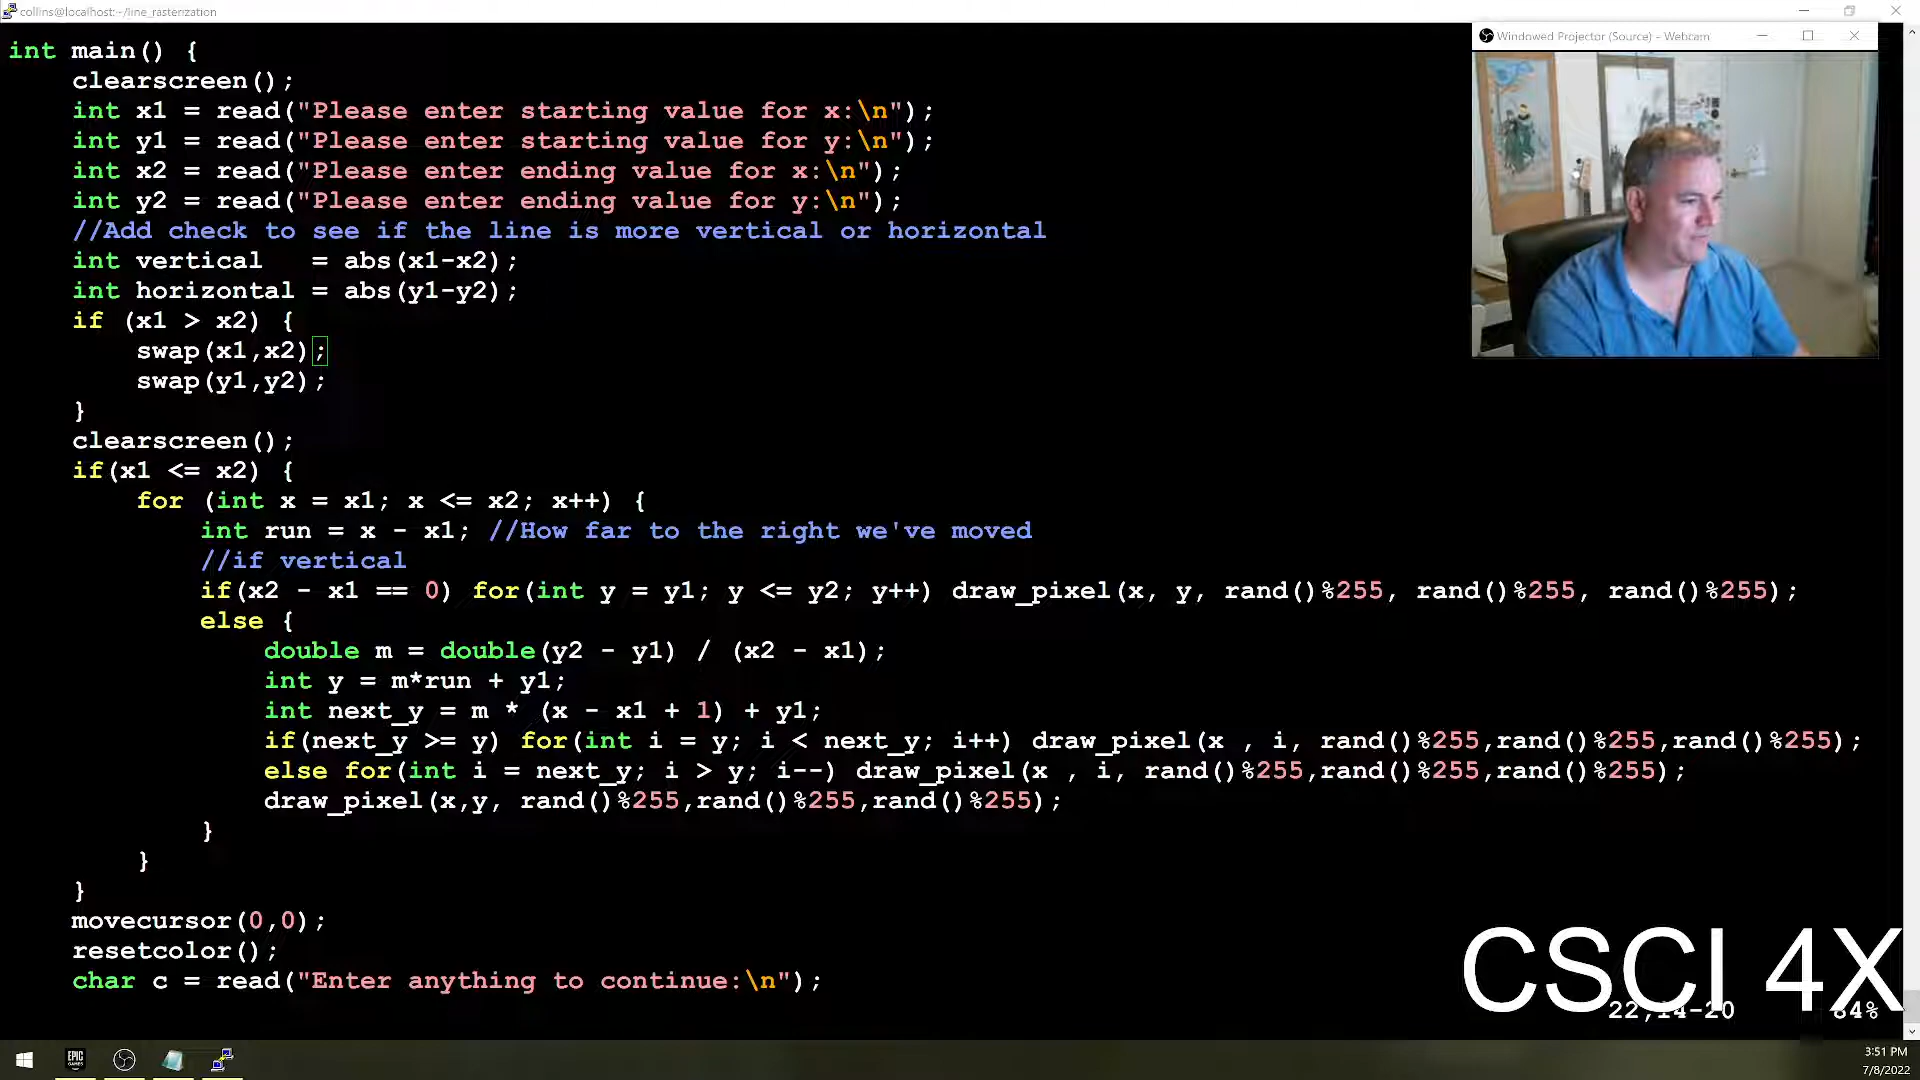 collins@localhost:~/line_rasterization
Windowed Projector (Source) - Webcam
int main() {
    clearscreen();
    int x1 = read("Please enter starting value for x:\n");
    int y1 = read("Please enter starting value for y:\n");
    int x2 = read("Please enter ending value for x:\n");
    int y2 = read("Please enter ending value for y:\n");
    //Add check to see if the line is more vertical or horizontal
    int vertical   = abs(x1-x2);
    int horizontal = abs(y1-y2);
    if (x1 > x2) {
        swap(x1,x2);
        swap(y1,y2);
    }
    clearscreen();
    if(x1 <= x2) {
        for (int x = x1; x <= x2; x++) {
            int run = x - x1; //How far to the right we've moved
            //if vertical
            if(x2 - x1 == 0) for(int y = y1; y <= y2; y++) draw_pixel(x, y, rand()%255, rand()%255, rand()%255);
            else {
                double m = double(y2 - y1) / (x2 - x1);
                int y = m*run + y1;
                int next_y = m * (x - x1 + 1) + y1;
                if(next_y >= y) for(int i = y; i < next_y; i++) draw_pixel(x , i, rand()%255,rand()%255,rand()%255);
                else for(int i = next_y; i > y; i--) draw_pixel(x , i, rand()%255,rand()%255,rand()%255);
                draw_pixel(x,y, rand()%255,rand()%255,rand()%255);
            }
        }
    }
    movecursor(0,0);
    resetcolor();
    char c = read("Enter anything to continue:\n");
CSCI 4X
22,14-20
84%
EPIC GAMES
3:51 PM
7/8/2022